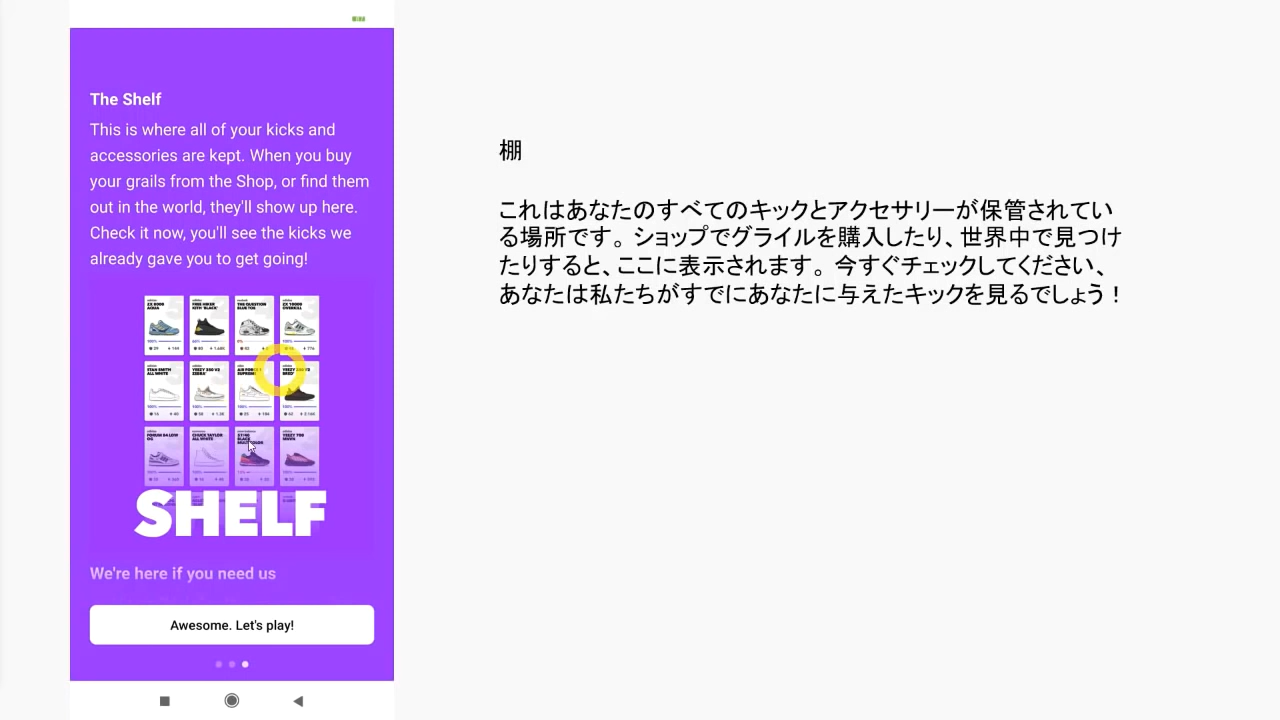 The Shelf
This is where all of your kicks and
accessories are kept. When you buy
your grails from the Shop, or find them
out in the world, they'll show up here.
Check it now, you'll see the kicks we
already gave you to get going!
SHELF
We're here if you need us
Awesome. Let's play!
棚
これはあなたのすべてのキックとアクセサリーが保管されてい
る場所です。ショップでグライルを購入したり、世界中で見つけ
たりすると、ここに表示されます。今すぐチェックしてください、
あなたは私たちがすでにあなたに与えたキックを見るでしょう！